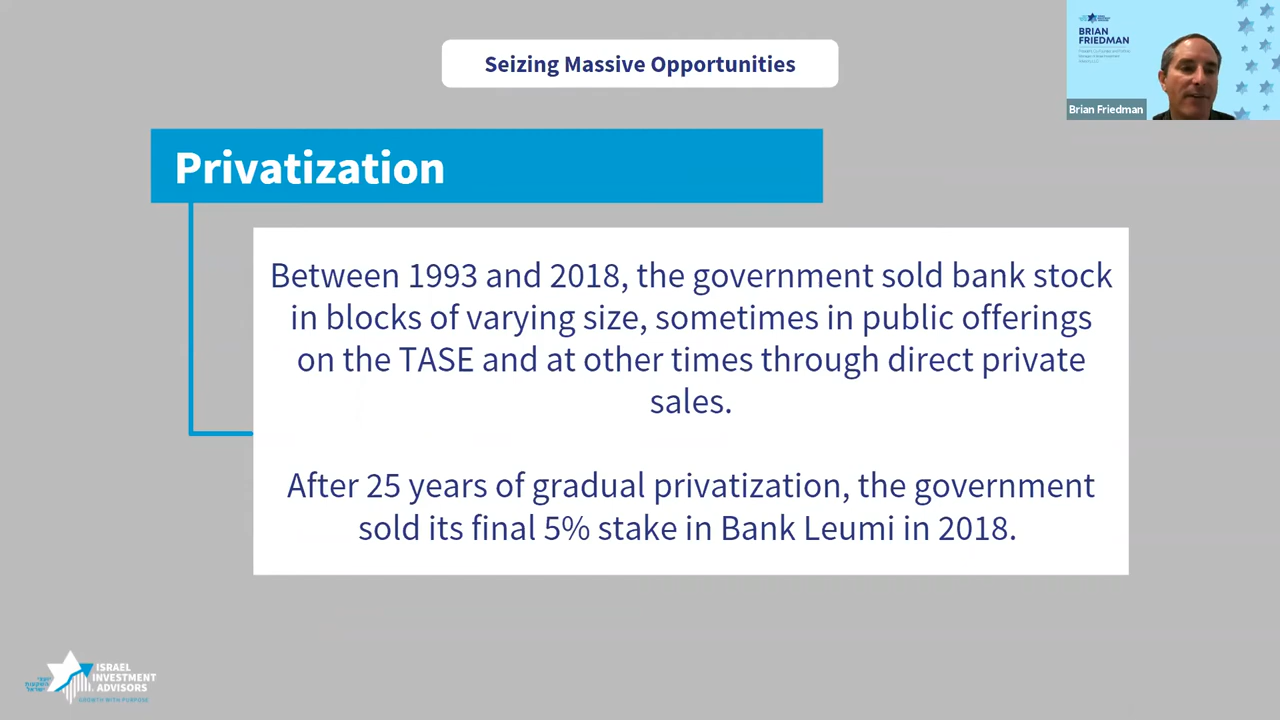 Seizing Massive Opportunities
BRIAN
FRIEDMAN
Brian Friedman
Privatization
Between 1993 and 2018, the government sold bank stock
in blocks of varying size, sometimes in public offerings
on the TASE and at other times through direct private
sales.
After 25 years of gradual privatization, the government
sold its final 5% stake in Bank Leumi in 2018.
ISRAEL
INVESTMENT
ADVISORS
GROWTH WITH PURPOSE